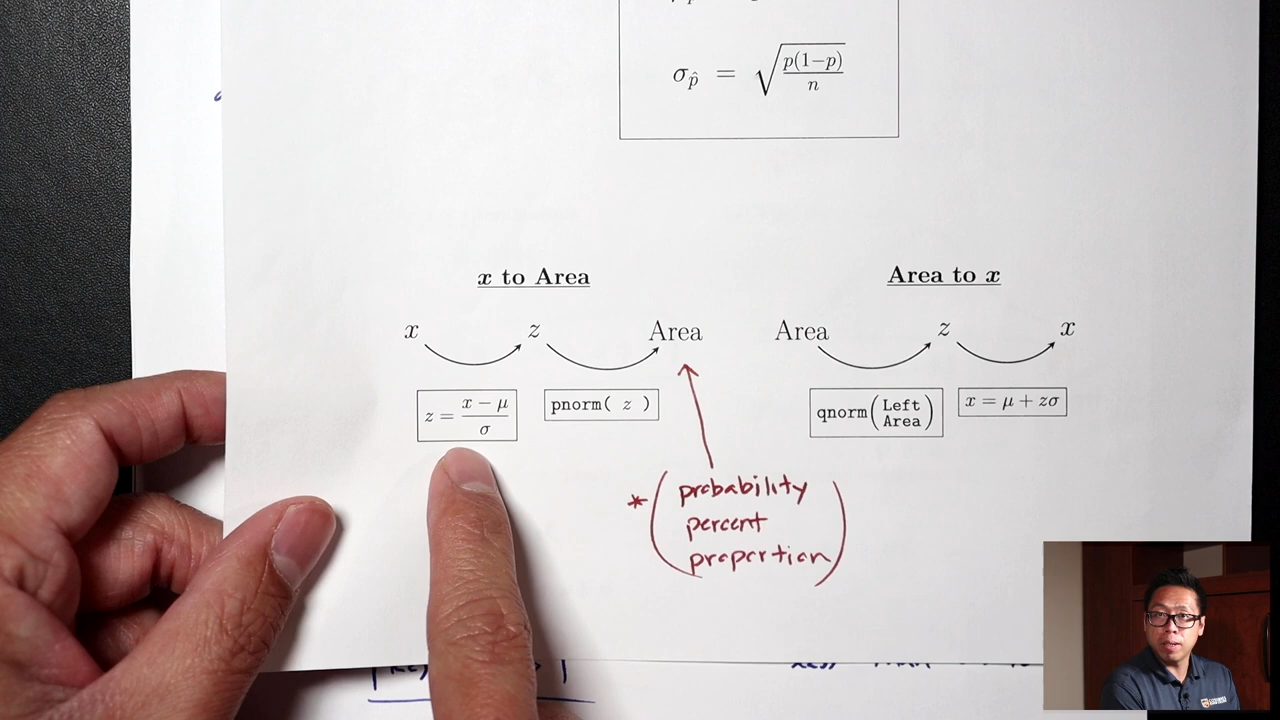 σ_p̂ = √(p(1−p)/n)
x to Area
x z Area
z = (x − μ)/σ
pnorm( z )
* ( probability
percent
proportion )
Area to x
Area z x
qnorm(Left Area)
x = μ + zσ